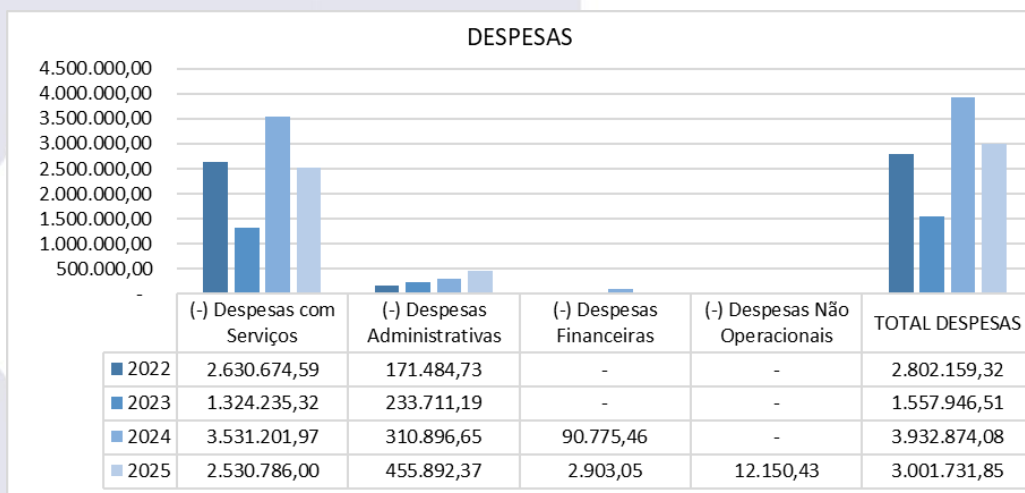 DESPESAS
4.500.000,00
4.000.000,00
3.500.000,00
3.000.000,00
2.500.000,00
2.000.000,00
1.500.000,00
1.000.000,00
500.000,00
-
(-) Despesas com Serviços (-) Despesas Administrativas (-) Despesas Financeiras (-) Despesas Não Operacionais TOTAL DESPESAS
2022 2.630.674,59 171.484,73 - - 2.802.159,32
2023 1.324.235,32 233.711,19 - - 1.557.946,51
2024 3.531.201,97 310.896,65 90.775,46 - 3.932.874,08
2025 2.530.786,00 455.892,37 2.903,05 12.150,43 3.001.731,85